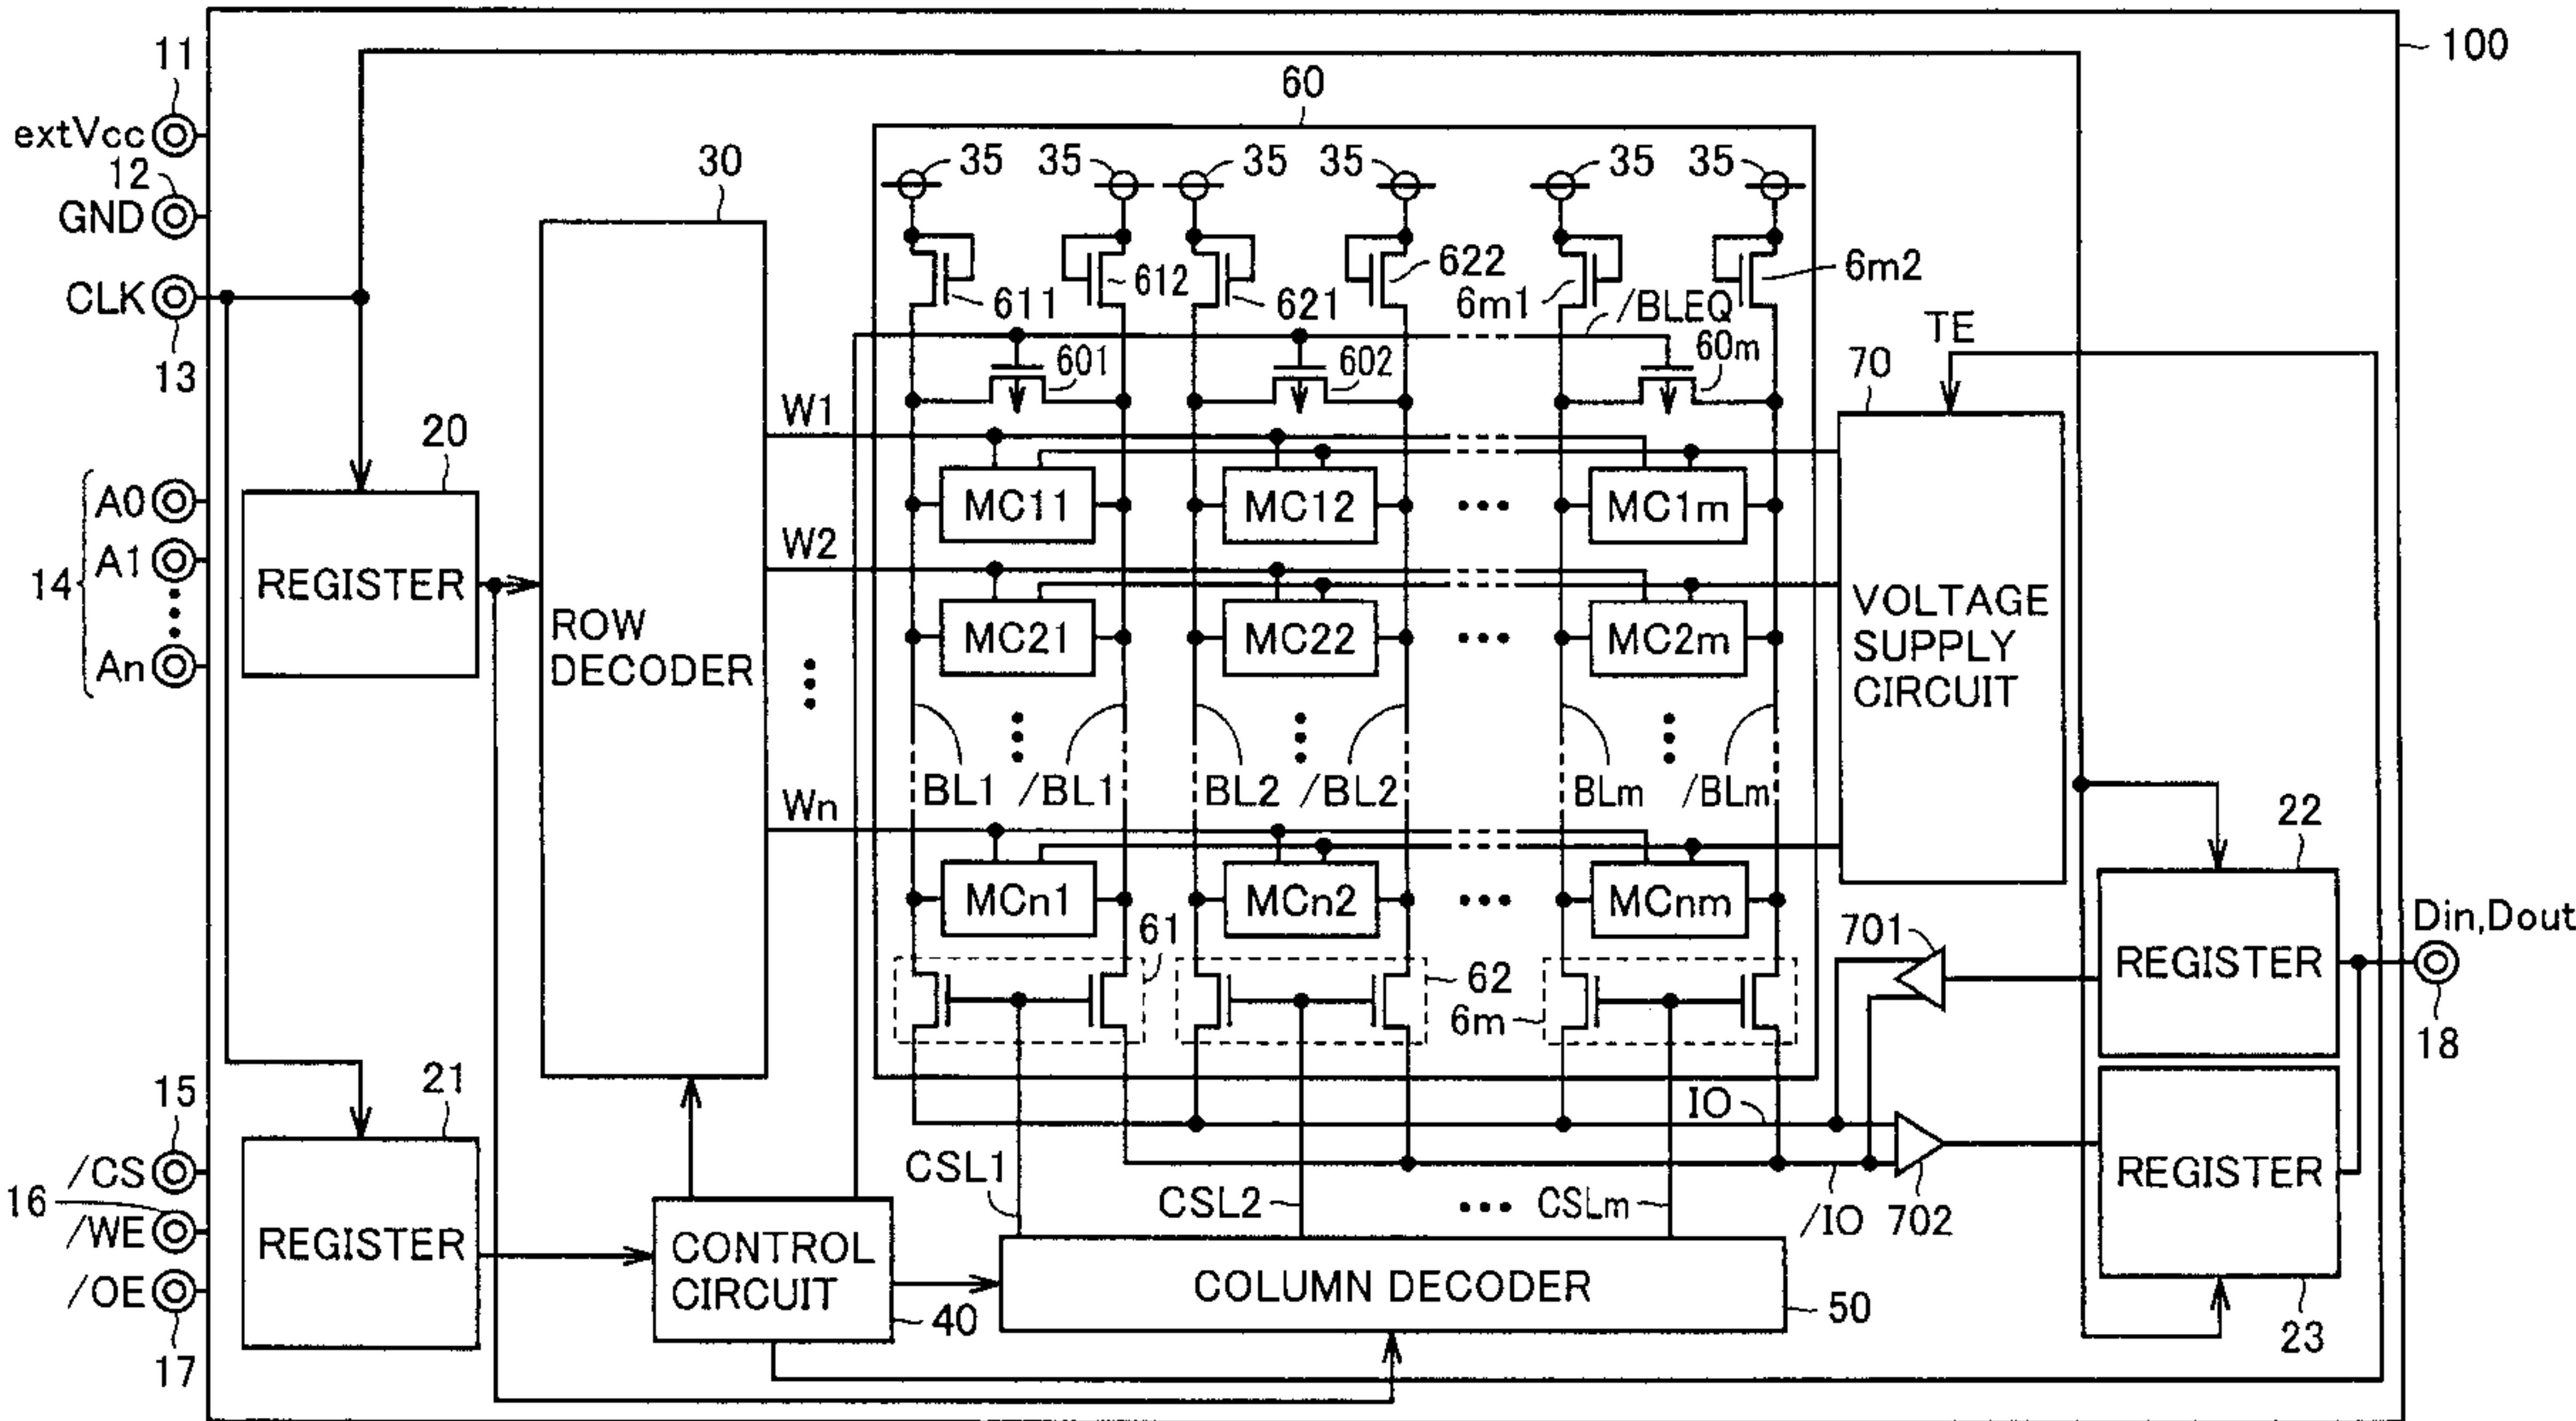 100
11
extVcc
12
GND
CLK
13
60
30
35 35 35 35 35 35
611 612 621 622 6m1 6m2
/BLEQ
601 602 60m
TE
70
W1
20
A0
A1
An
14
REGISTER
ROW
DECODER
MC11 MC12 ••• MC1m
W2
MC21 MC22 ••• MC2m
VOLTAGE
SUPPLY
CIRCUIT
BL1 /BL1 BL2 /BL2 BLm /BLm
Wn
22
MCn1 MCn2 ••• MCnm
61
62
6m
701
REGISTER
Din,Dout
18
15
/CS
16
/WE
/OE
17
21
REGISTER
IO
/IO 702
REGISTER
23
CSL1
CSL2 ••• CSLm
CONTROL
CIRCUIT
40
COLUMN DECODER
50